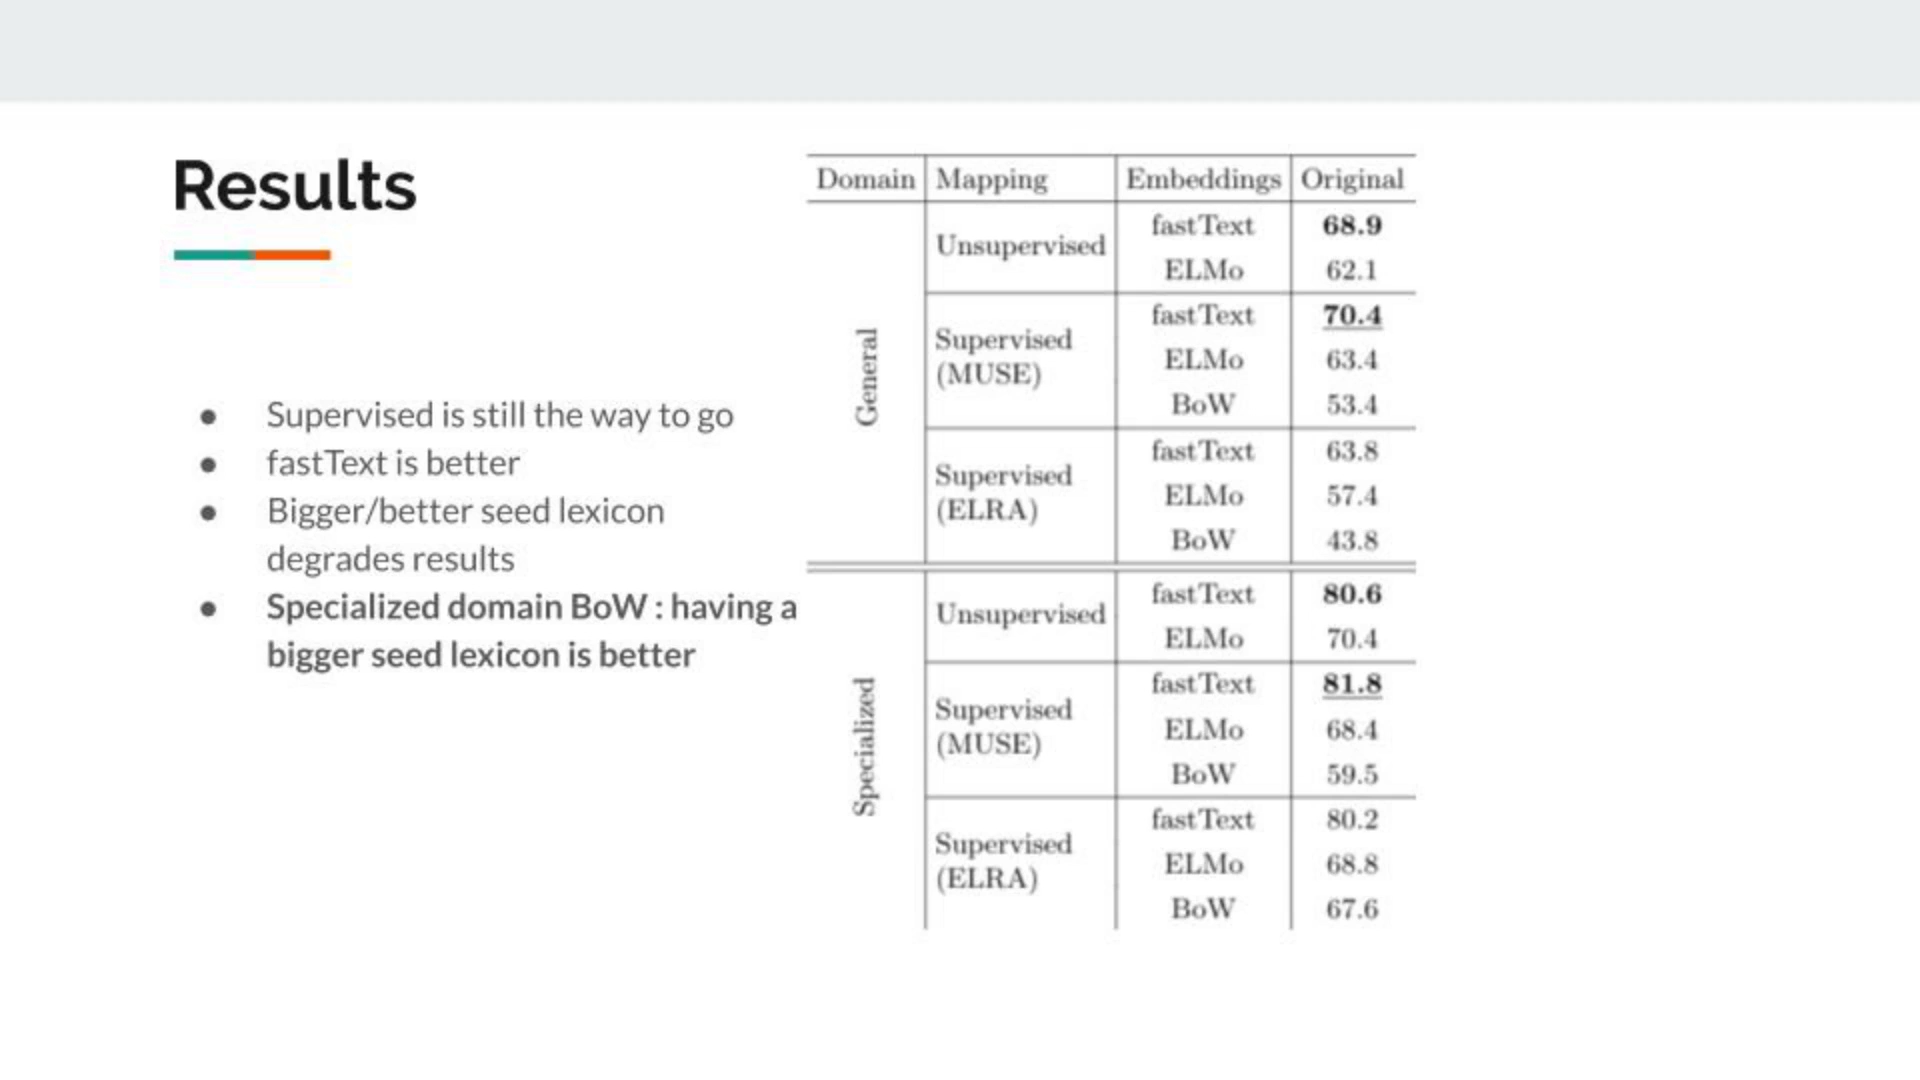 Results
● Supervised is still the way to go
● fastText is better
● Bigger/better seed lexicon
degrades results
● Specialized domain BoW : having a
bigger seed lexicon is better
Domain Mapping Embeddings Original
General
Unsupervised
fastText 68.9
ELMo 62.1
Supervised
(MUSE)
fastText 70.4
ELMo 63.4
BoW 53.4
Supervised
(ELRA)
fastText 63.8
ELMo 57.4
BoW 43.8
Specialized
Unsupervised
fastText 80.6
ELMo 70.4
Supervised
(MUSE)
fastText 81.8
ELMo 68.4
BoW 59.5
Supervised
(ELRA)
fastText 80.2
ELMo 68.8
BoW 67.6